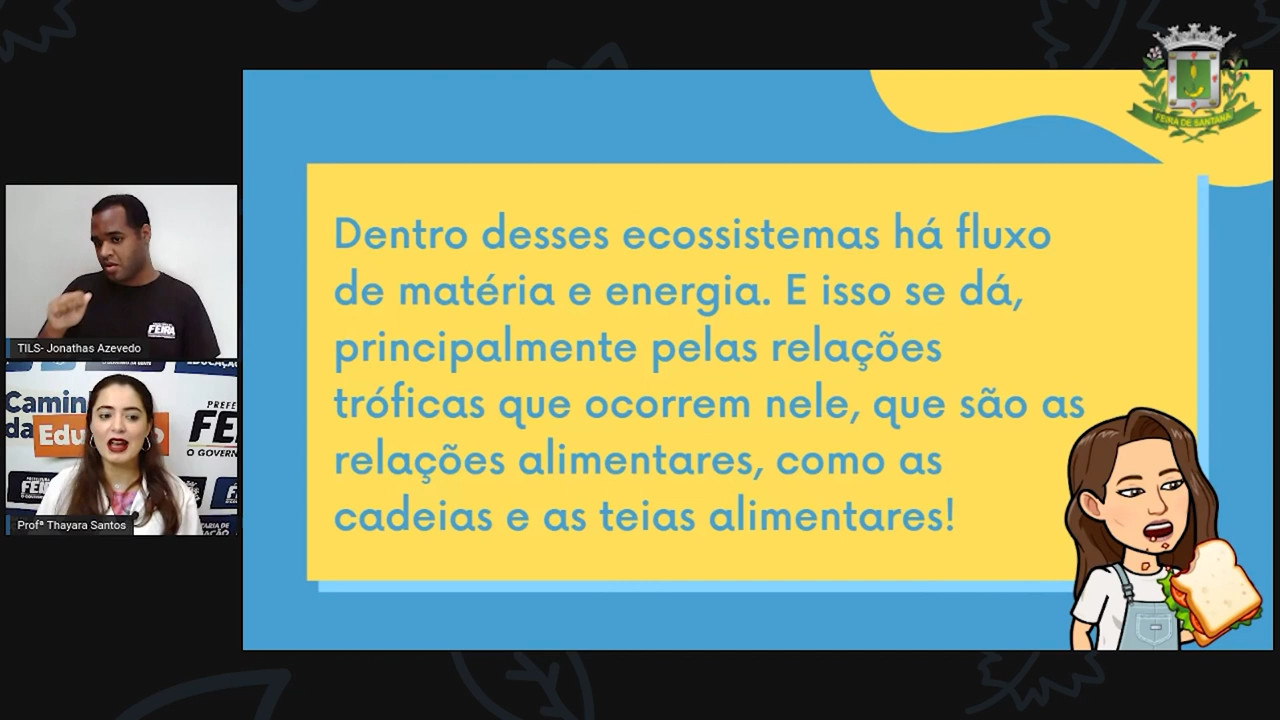 FEIRA DE SANTANA
Dentro desses ecossistemas há fluxo
de matéria e energia. E isso se dá,
principalmente pelas relações
tróficas que ocorrem nele, que são as
relações alimentares, como as
cadeias e as teias alimentares!
FEIRA
TILS- Jonathas Azevedo
Profª Thayara Santos